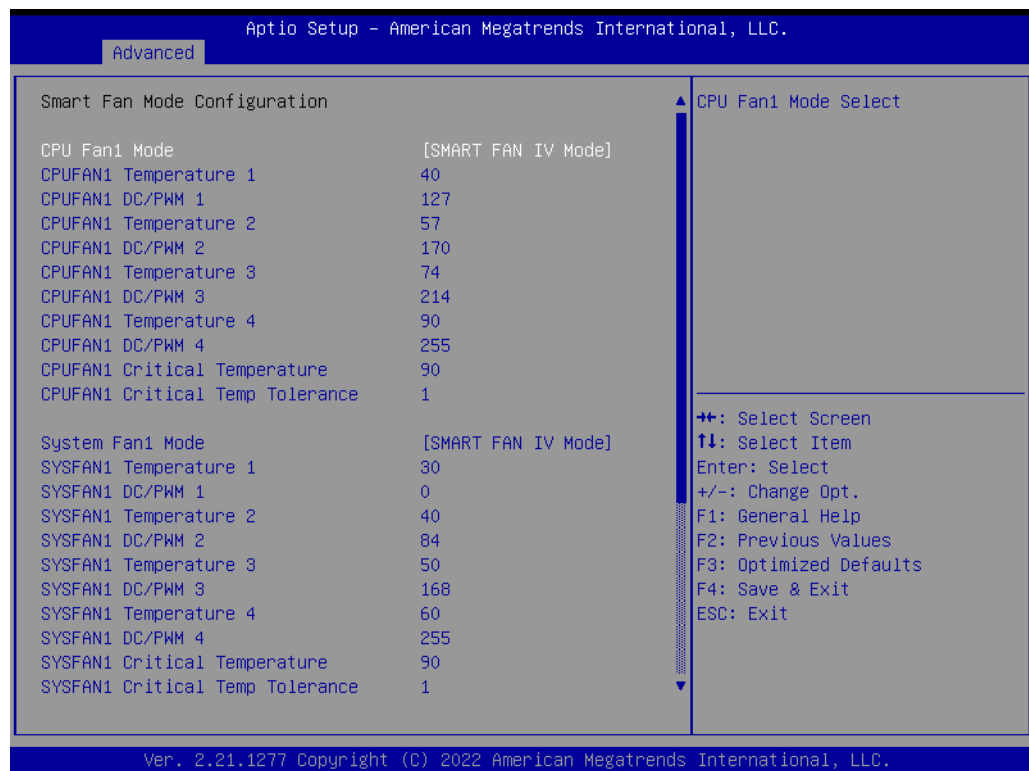 Aptio Setup – American Megatrends International, LLC.
Advanced
Smart Fan Mode Configuration
CPU Fan1 Mode [SMART FAN IV Mode]
CPUFAN1 Temperature 1 40
CPUFAN1 DC/PWM 1 127
CPUFAN1 Temperature 2 57
CPUFAN1 DC/PWM 2 170
CPUFAN1 Temperature 3 74
CPUFAN1 DC/PWM 3 214
CPUFAN1 Temperature 4 90
CPUFAN1 DC/PWM 4 255
CPUFAN1 Critical Temperature 90
CPUFAN1 Critical Temp Tolerance 1
System Fan1 Mode [SMART FAN IV Mode]
SYSFAN1 Temperature 1 30
SYSFAN1 DC/PWM 1 0
SYSFAN1 Temperature 2 40
SYSFAN1 DC/PWM 2 84
SYSFAN1 Temperature 3 50
SYSFAN1 DC/PWM 3 168
SYSFAN1 Temperature 4 60
SYSFAN1 DC/PWM 4 255
SYSFAN1 Critical Temperature 90
SYSFAN1 Critical Temp Tolerance 1
CPU Fan1 Mode Select
→←: Select Screen
↑↓: Select Item
Enter: Select
+/-: Change Opt.
F1: General Help
F2: Previous Values
F3: Optimized Defaults
F4: Save & Exit
ESC: Exit
Ver. 2.21.1277 Copyright (C) 2022 American Megatrends International, LLC.